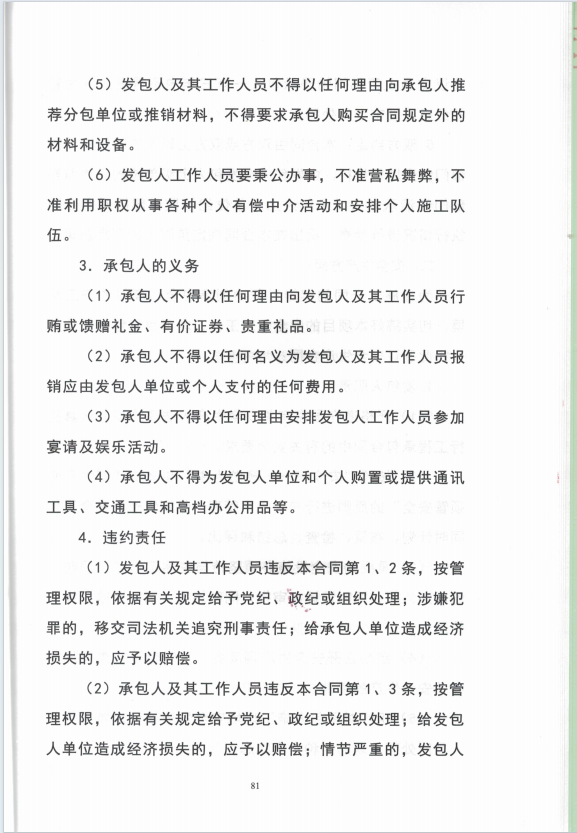 （5）发包人及其工作人员不得以任何理由向承包人推
荐分包单位或推销材料，不得要求承包人购买合同规定外的
材料和设备。
（6）发包人工作人员要秉公办事，不准营私舞弊，不
准利用职权从事各种个人有偿中介活动和安排个人施工队
伍。
3．承包人的义务
（1）承包人不得以任何理由向发包人及其工作人员行
贿或馈赠礼金、有价证券、贵重礼品。
（2）承包人不得以任何名义为发包人及其工作人员报
销应由发包人单位或个人支付的任何费用。
（3）承包人不得以任何理由安排发包人工作人员参加
宴请及娱乐活动。
（4）承包人不得为发包人单位和个人购置或提供通讯
工具、交通工具和高档办公用品等。
4．违约责任
（1）发包人及其工作人员违反本合同第 1、2 条，按管
理权限，依据有关规定给予党纪、政纪或组织处理；涉嫌犯
罪的，移交司法机关追究刑事责任；给承包人单位造成经济
损失的，应予以赔偿。
（2）承包人及其工作人员违反本合同第 1、3 条，按管
理权限，依据有关规定给予党纪、政纪或组织处理；给发包
人单位造成经济损失的，应予以赔偿；情节严重的，发包人
81